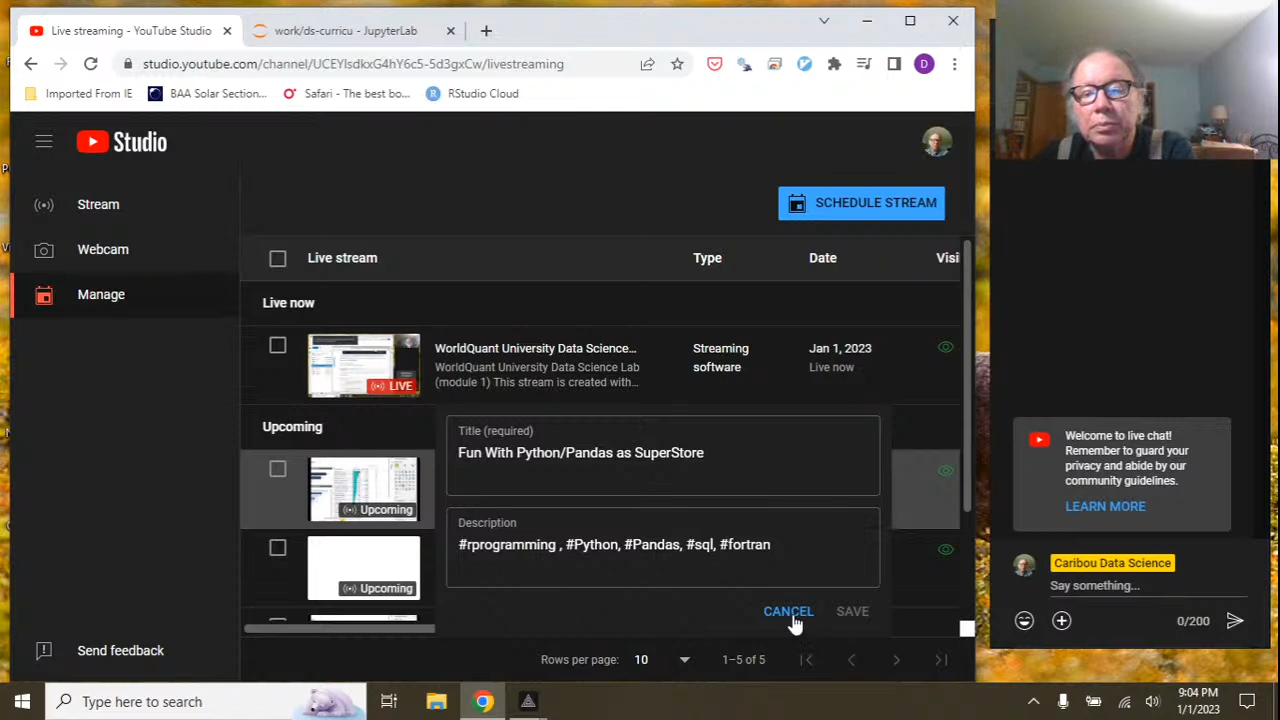 Live streaming - YouTube Studio
work/ds-curricu - JupyterLab
studio.youtube.com/channel/UCEYIsdkxG4hY6c5-5d3gxCw/livestreaming
D
Imported From IE
BAA Solar Section...
Safari - The best bo...
RStudio Cloud
Studio
SCHEDULE STREAM
Stream
Webcam
Manage
Live stream
Type
Date
Visi
Live now
LIVE
WorldQuant University Data Science...
WorldQuant University Data Science Lab
(module 1) This stream is created with...
Streaming
software
Jan 1, 2023
Live now
Upcoming
Upcoming
Upcoming
Title (required)
Fun With Python/Pandas as SuperStore
Description
#rprogramming , #Python, #Pandas, #sql, #fortran
CANCEL
SAVE
Send feedback
Rows per page:
10
1–5 of 5
Welcome to live chat!
Remember to guard your
privacy and abide by our
community guidelines.
LEARN MORE
Caribou Data Science
Say something...
0/200
Type here to search
9:04 PM
1/1/2023